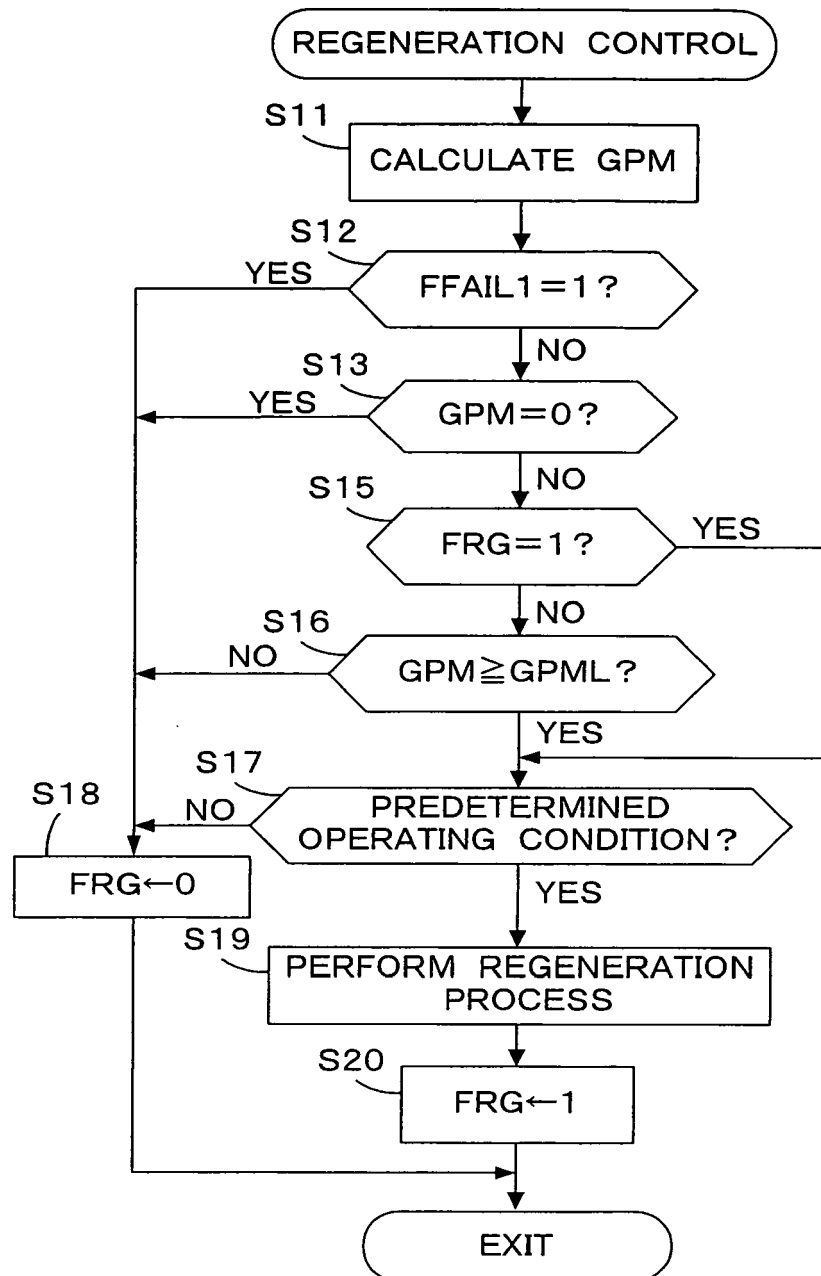 REGENERATION CONTROL
S11
CALCULATE GPM
S12
YES
FFAIL1=1?
NO
S13
YES
GPM=0?
NO
S15
FRG=1?
YES
NO
S16
NO
GPM≧GPML?
YES
S17
NO
PREDETERMINED
OPERATING CONDITION?
YES
S18
FRG←0
S19
PERFORM REGENERATION
PROCESS
S20
FRG←1
EXIT